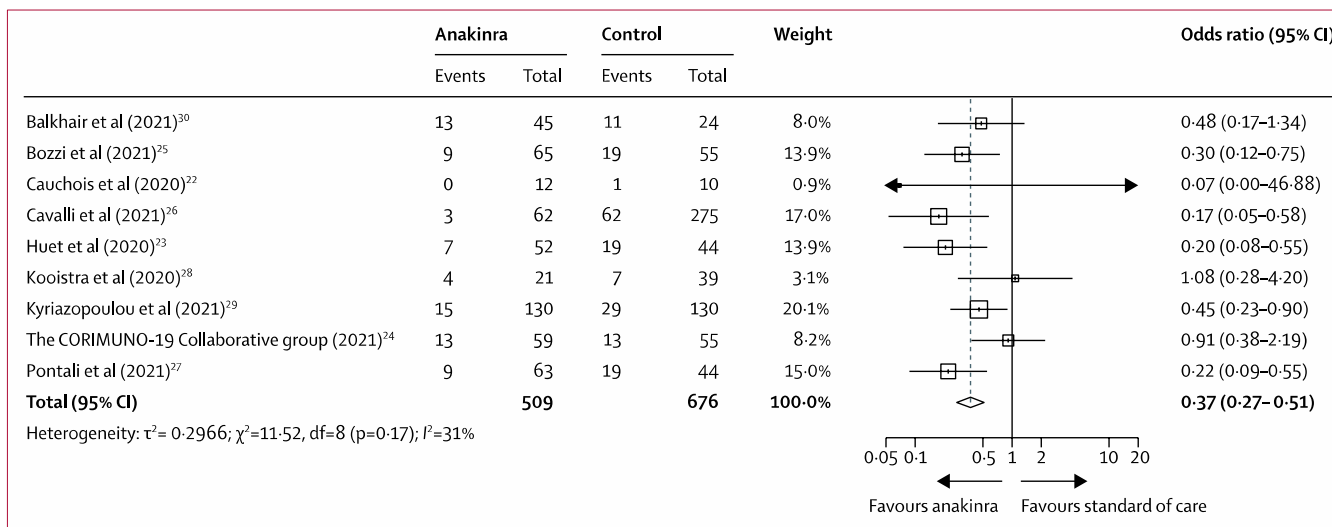 Anakinra Control Weight Odds ratio (95% CI)
Events Total Events Total
Balkhair et al (2021)³⁰ 13 45 11 24 8·0% 0·48 (0·17–1·34)
Bozzi et al (2021)²⁵ 9 65 19 55 13·9% 0·30 (0·12–0·75)
Cauchois et al (2020)²² 0 12 1 10 0·9% 0·07 (0·00–46·88)
Cavalli et al (2021)²⁶ 3 62 62 275 17·0% 0·17 (0·05–0·58)
Huet et al (2020)²³ 7 52 19 44 13·9% 0·20 (0·08–0·55)
Kooistra et al (2020)²⁸ 4 21 7 39 3·1% 1·08 (0·28–4·20)
Kyriazopoulou et al (2021)²⁹ 15 130 29 130 20·1% 0·45 (0·23–0·90)
The CORIMUNO-19 Collaborative group (2021)²⁴ 13 59 13 55 8·2% 0·91 (0·38–2·19)
Pontali et al (2021)²⁷ 9 63 19 44 15·0% 0·22 (0·09–0·55)
Total (95% CI) 509 676 100·0% 0·37 (0·27–0·51)
Heterogeneity: τ²= 0·2966; χ²=11·52, df=8 (p=0·17); I²=31%
0·05 0·1 0·5 1 2 10 20
Favours anakinra Favours standard of care